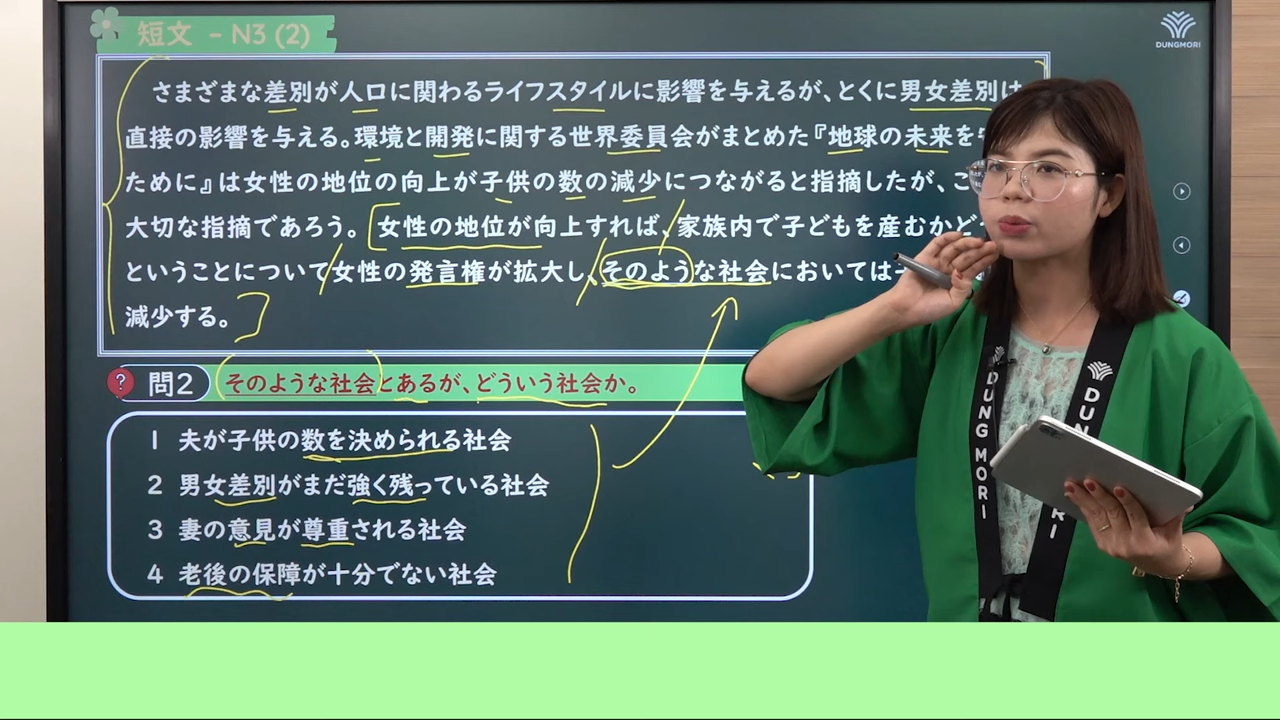 短文 - N3 (2)
DUNGMORI
さまざまな差別が人口に関わるライフスタイルに影響を与えるが、とくに男女差別は
直接の影響を与える。環境と開発に関する世界委員会がまとめた『地球の未来を
ために』は女性の地位の向上が子供の数の減少につながると指摘したが、こ
大切な指摘であろう。女性の地位が向上すれば、家族内で子どもを産むかど
ということについて女性の発言権が拡大し、そのような社会においては
減少する。
? 問2 そのような社会とあるが、どういう社会か。
1 夫が子供の数を決められる社会
2 男女差別がまだ強く残っている社会
3 妻の意見が尊重される社会
4 老後の保障が十分でない社会
DUNG MORI
DUN
RI